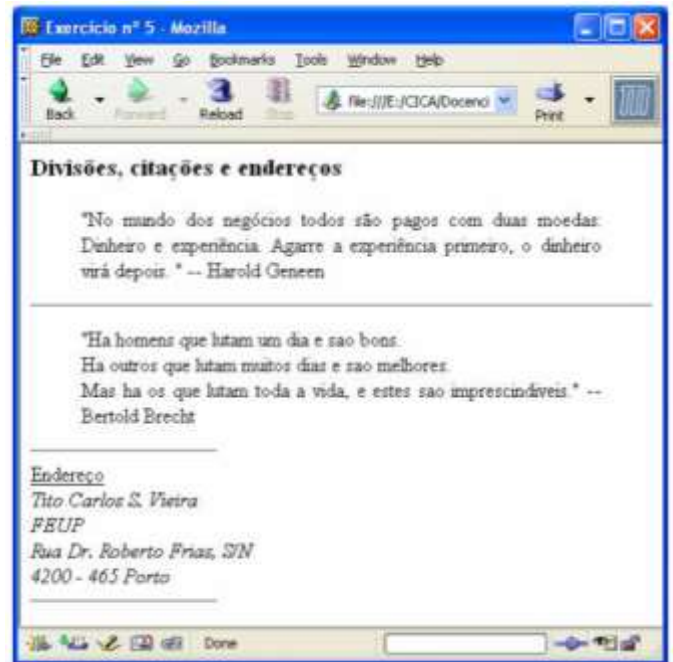 Exercício nº 5 - Mozilla
File Edit View Go Bookmarks Tools Window Help
Back Forward Reload Stop file:///E:/CICA/Docenci Print
Divisões, citações e endereços
"No mundo dos negócios todos são pagos com duas moedas:
Dinheiro e experiência. Agarre a experiência primeiro, o dinheiro
virá depois. " -- Harold Geneen
"Ha homens que lutam um dia e sao bons.
Ha outros que lutam muitos dias e sao melhores.
Mas ha os que lutam toda a vida, e estes sao imprescindiveis." --
Bertold Brecht
Endereço
Tito Carlos S. Vieira
FEUP
Rua Dr. Roberto Frias, S/N
4200 - 465 Porto
Done